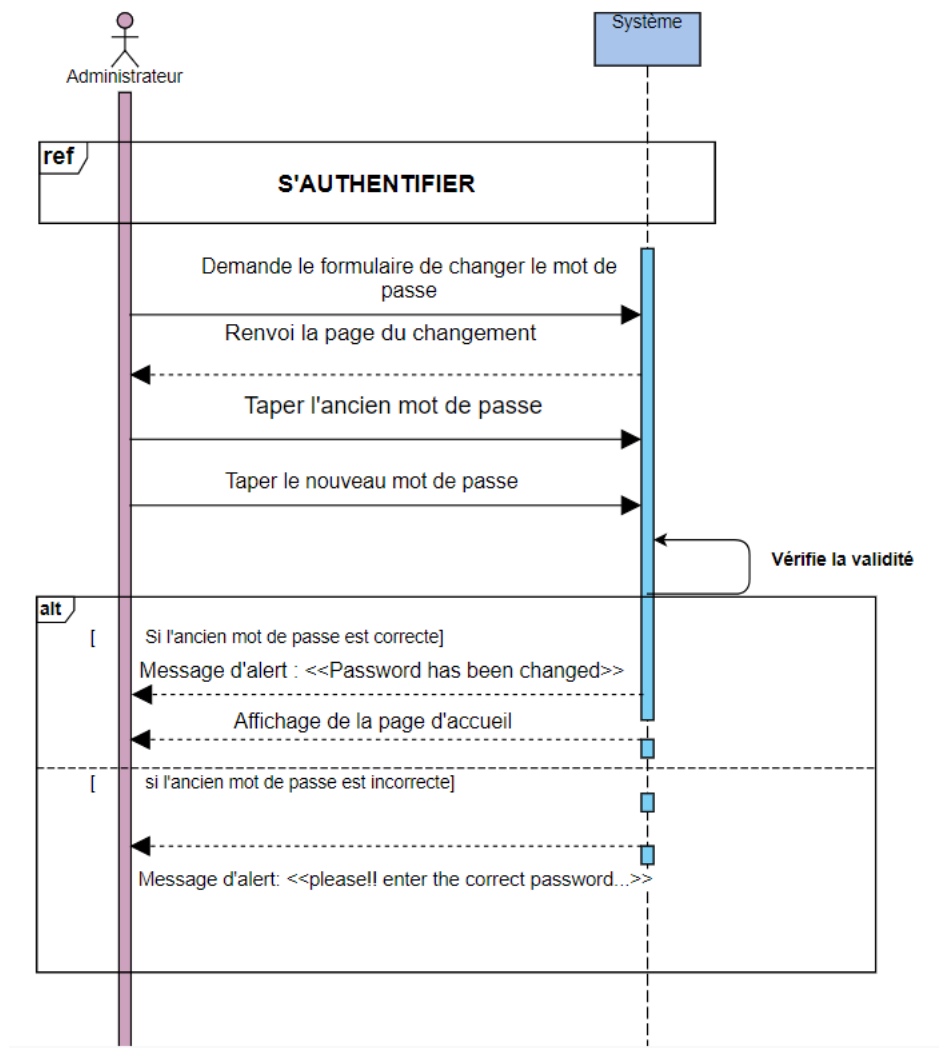 Système
Administrateur
ref
S'AUTHENTIFIER
Demande le formulaire de changer le mot de
passe
Renvoi la page du changement
Taper l'ancien mot de passe
Taper le nouveau mot de passe
Vérifie la validité
alt
[ Si l'ancien mot de passe est correcte]
Message d'alert : <<Password has been changed>>
Affichage de la page d'accueil
[ si l'ancien mot de passe est incorrecte]
Message d'alert: <<please!! enter the correct password...>>